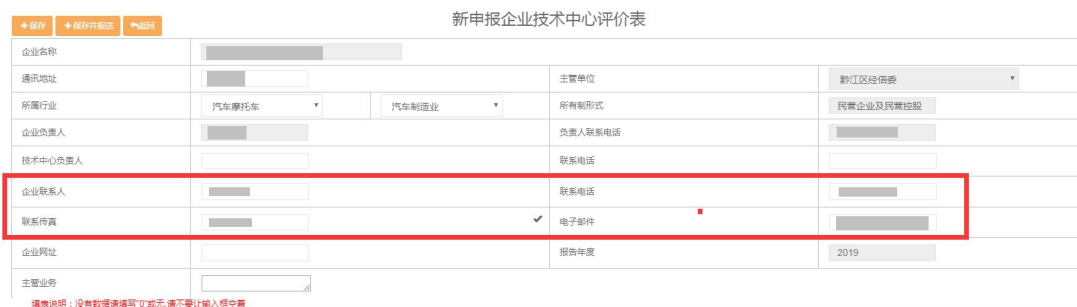 新申报企业技术中心评价表
+保存 +保存并报送 返回
企业名称
通讯地址 主管单位 黔江区经信委
所属行业 汽车摩托车 汽车制造业 所有制形式 民营企业及民营控股
企业负责人 负责人联系电话
技术中心负责人 联系电话
企业联系人 联系电话
联系传真 电子邮件
企业网址 报告年度 2019
主营业务
填表说明：没有数据请填写"0"或无,请不要让输入框空着